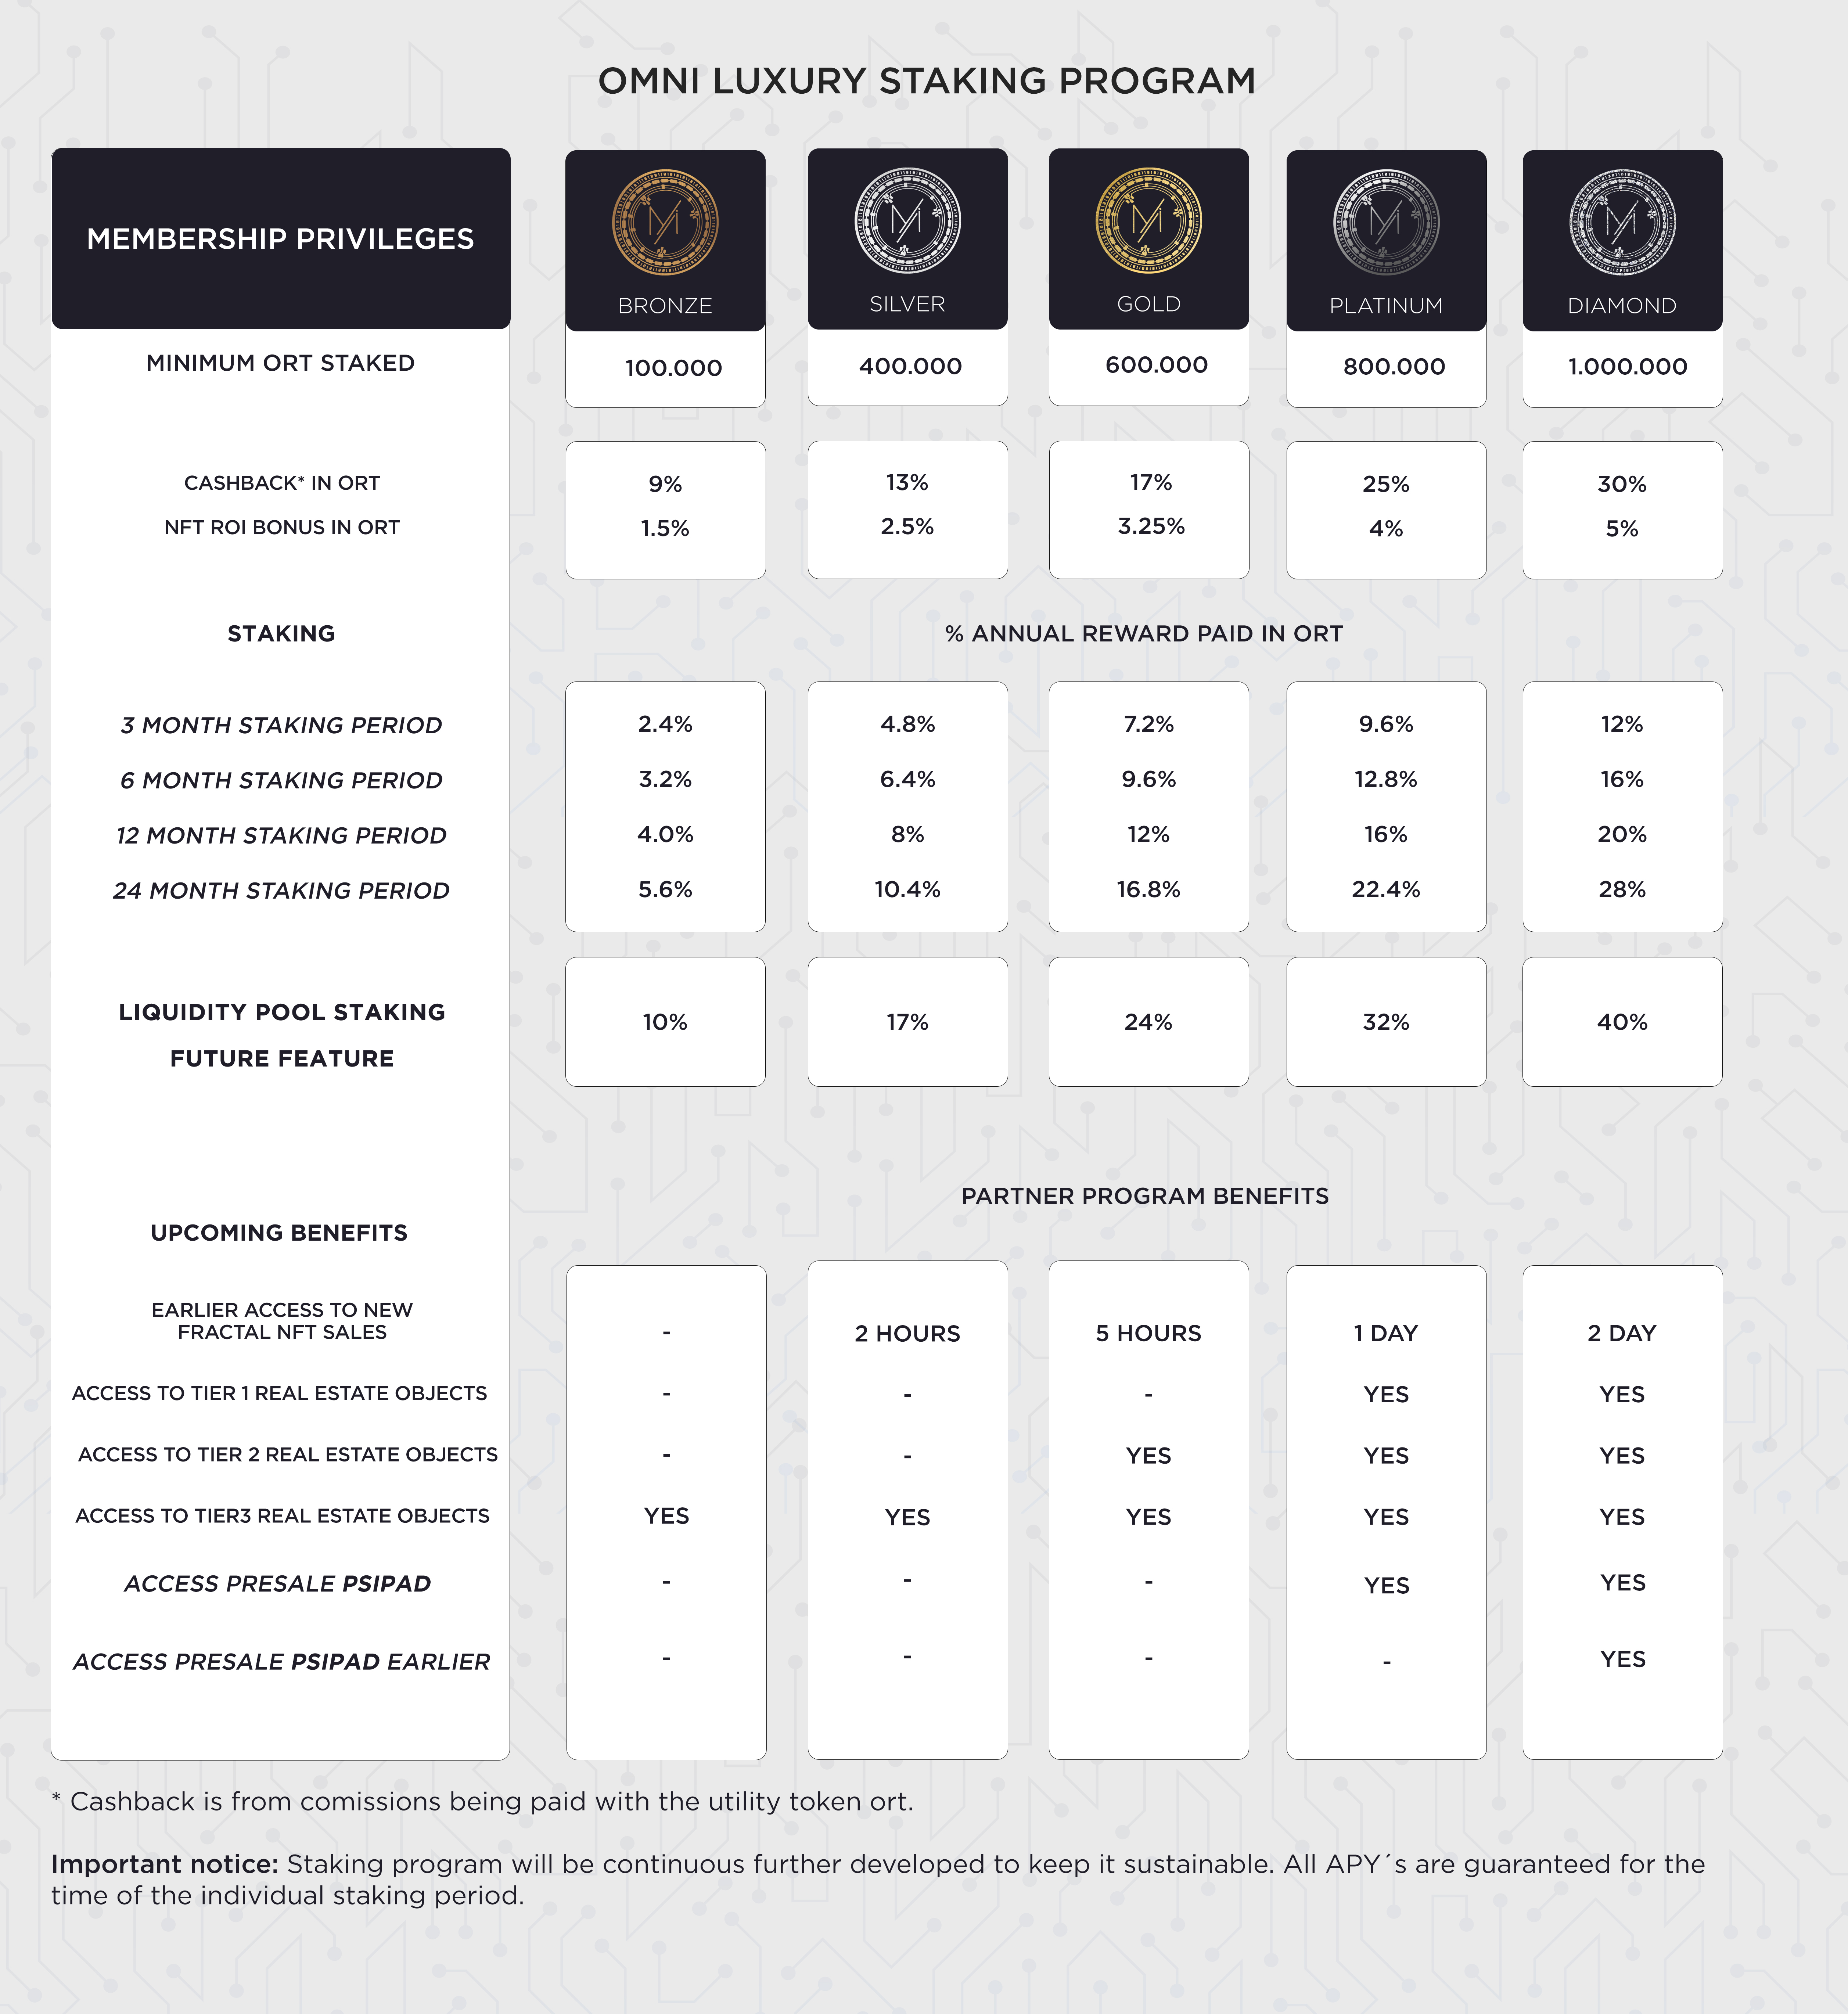 OMNI LUXURY STAKING PROGRAM
MEMBERSHIP PRIVILEGES
BRONZE SILVER GOLD PLATINUM DIAMOND
MINIMUM ORT STAKED 100.000 400.000 600.000 800.000 1.000.000
CASHBACK* IN ORT 9% 13% 17% 25% 30%
NFT ROI BONUS IN ORT 1.5% 2.5% 3.25% 4% 5%
STAKING % ANNUAL REWARD PAID IN ORT
3 MONTH STAKING PERIOD 2.4% 4.8% 7.2% 9.6% 12%
6 MONTH STAKING PERIOD 3.2% 6.4% 9.6% 12.8% 16%
12 MONTH STAKING PERIOD 4.0% 8% 12% 16% 20%
24 MONTH STAKING PERIOD 5.6% 10.4% 16.8% 22.4% 28%
LIQUIDITY POOL STAKING
FUTURE FEATURE
10% 17% 24% 32% 40%
PARTNER PROGRAM BENEFITS
UPCOMING BENEFITS
EARLIER ACCESS TO NEW
FRACTAL NFT SALES - 2 HOURS 5 HOURS 1 DAY 2 DAY
ACCESS TO TIER 1 REAL ESTATE OBJECTS - - - YES YES
ACCESS TO TIER 2 REAL ESTATE OBJECTS - - YES YES YES
ACCESS TO TIER3 REAL ESTATE OBJECTS YES YES YES YES YES
ACCESS PRESALE PSIPAD - - - YES YES
ACCESS PRESALE PSIPAD EARLIER - - - - YES
* Cashback is from comissions being paid with the utility token ort.
Important notice: Staking program will be continuous further developed to keep it sustainable. All APY´s are guaranteed for the
time of the individual staking period.